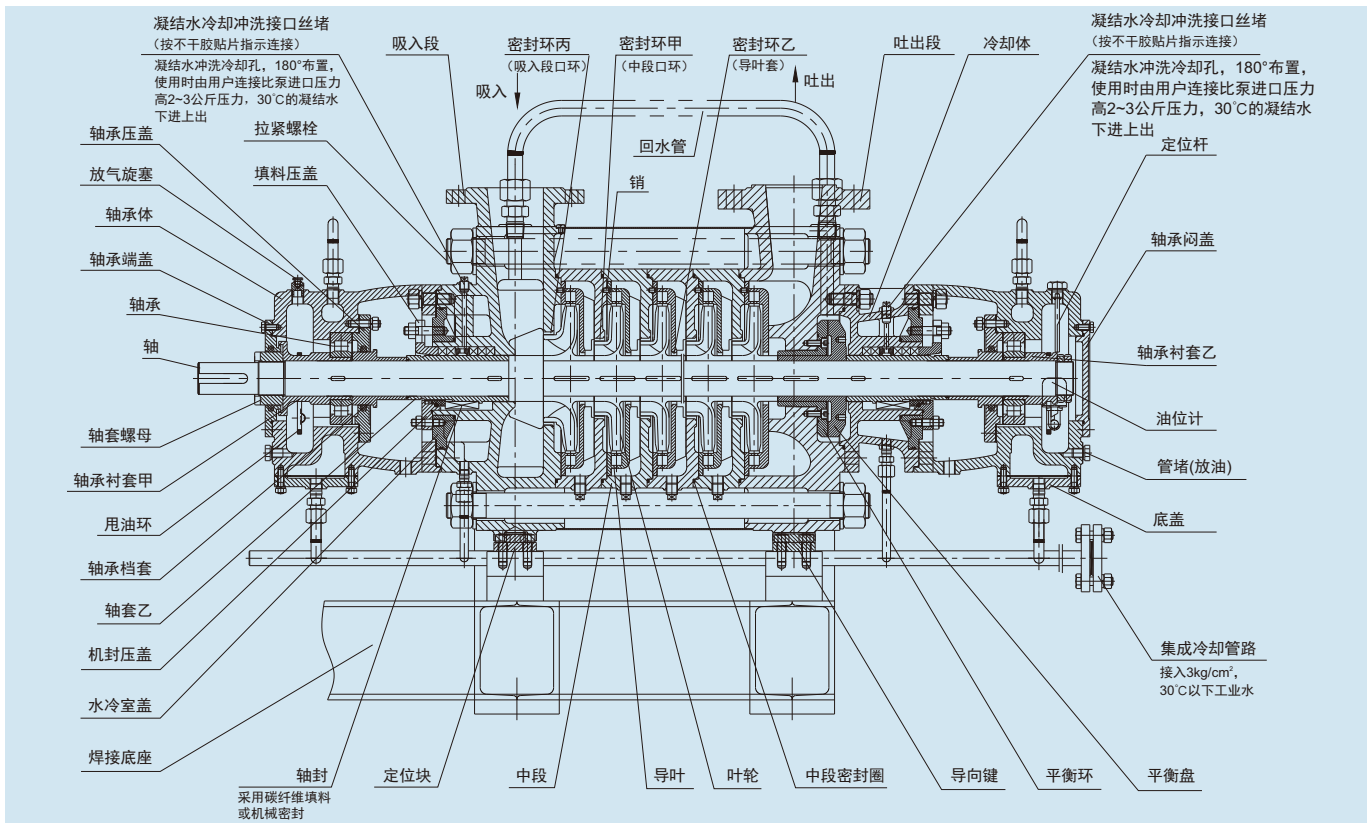 凝结水冷却冲洗接口丝堵
(按不干胶贴片指示连接)
凝结水冲洗冷却孔，180°布置，
使用时由用户连接比泵进口压力
高2~3公斤压力，30℃的凝结水
下进上出
吸入段
密封环丙
(吸入段口环)
密封环甲
(中段口环)
密封环乙
(导叶套)
吐出段
冷却体
凝结水冷却冲洗接口丝堵
(按不干胶贴片指示连接)
凝结水冲洗冷却孔，180°布置，
使用时由用户连接比泵进口压力
高2~3公斤压力，30℃的凝结水
下进上出
吸入
吐出
回水管
拉紧螺栓
填料压盖
销
定位杆
轴承闷盖
轴承压盖
放气旋塞
轴承体
轴承端盖
轴承
轴
轴套螺母
轴承衬套甲
甩油环
轴承档套
轴套乙
机封压盖
水冷室盖
焊接底座
轴承衬套乙
油位计
管堵(放油)
底盖
集成冷却管路
接入3kg/cm²，
30℃以下工业水
轴封
采用碳纤维填料
或机械密封
定位块
中段
导叶
叶轮
中段密封圈
导向键
平衡环
平衡盘